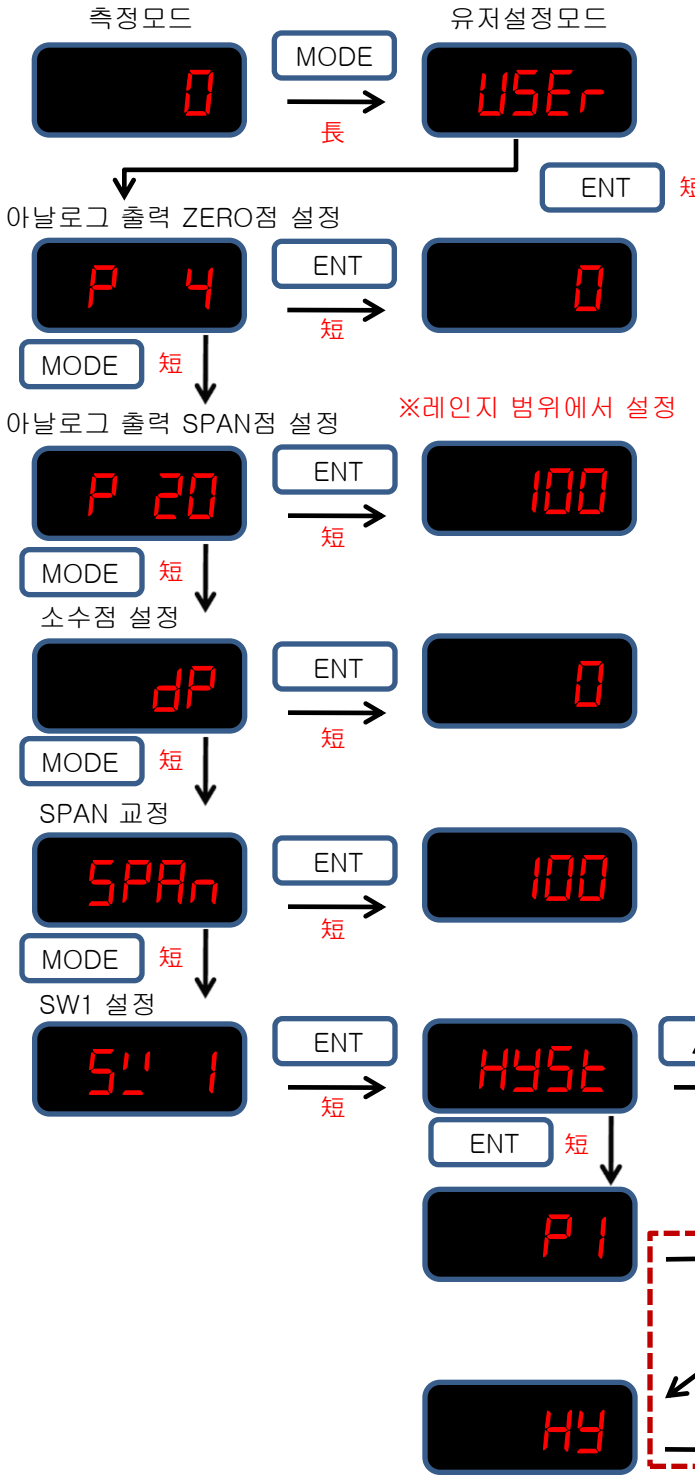 측정모드
유저설정모드
0
MODE
長
USEr
ENT
아날로그 출력 ZERO점 설정
P 4
ENT
短
0
MODE 短
※레인지 범위에서 설정
아날로그 출력 SPAN점 설정
P 20
ENT
短
100
MODE 短
소수점 설정
dP
ENT
短
0
MODE 短
SPAN 교정
SPAn
ENT
短
100
MODE 短
SW1 설정
ENT
短
HYSt
ENT 短
P1
HY